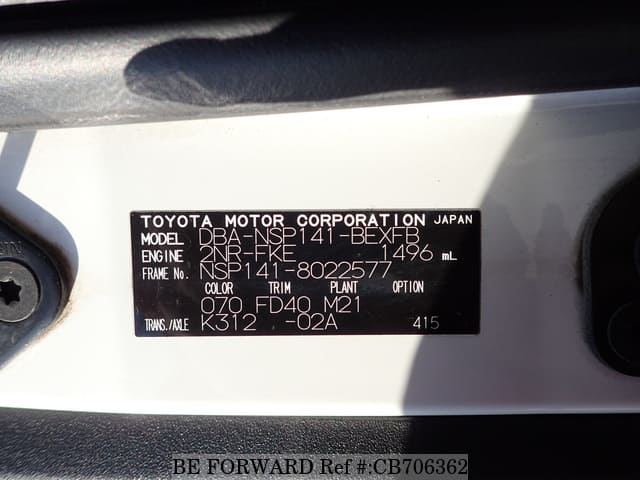 TOYOTA MOTOR CORPORATION JAPAN
MODEL DBA-NSP141-BEXFB
ENGINE 2NR-FKE 1496 mL
FRAME No. NSP141-8022577
COLOR TRIM PLANT OPTION
070 FD40 M21
TRANS./AXLE K312 -02A 415
BE FORWARD Ref #:CB706362